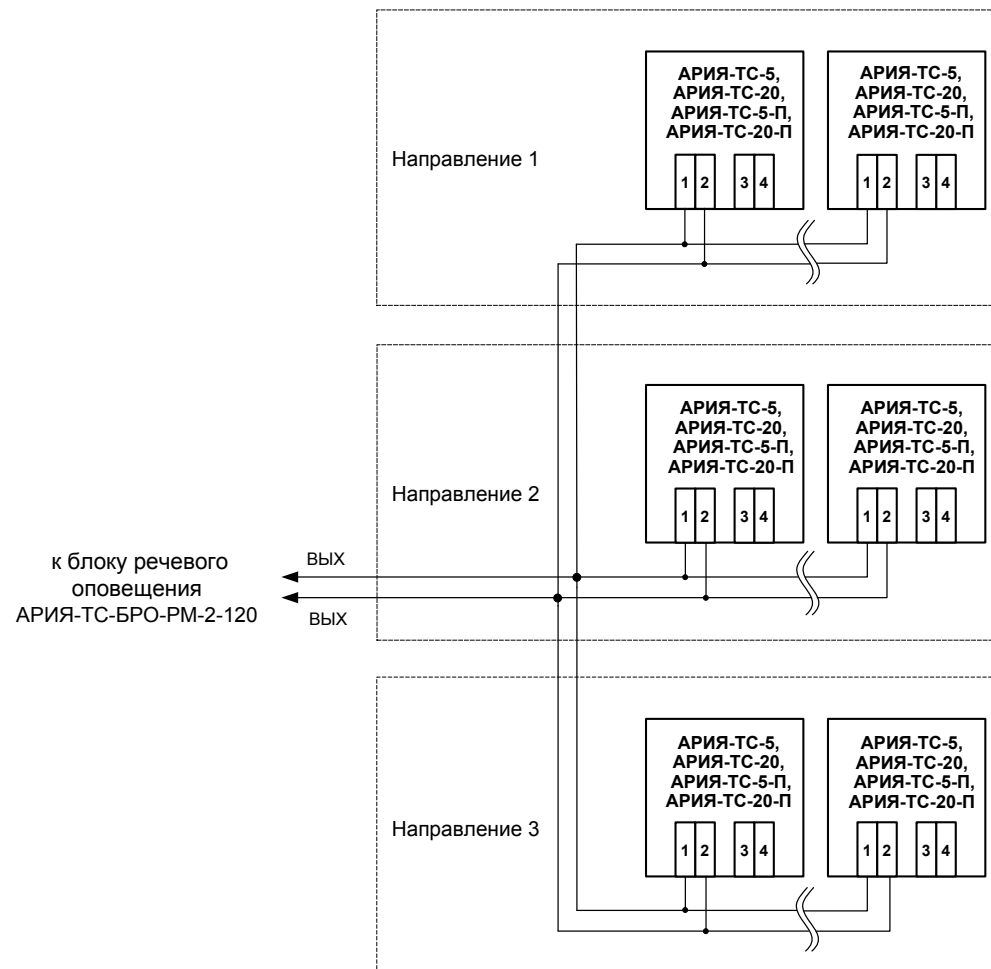 АРИЯ-ТС-5,
АРИЯ-ТС-20,
АРИЯ-ТС-5-П,
АРИЯ-ТС-20-П
1 2 3 4
АРИЯ-ТС-5,
АРИЯ-ТС-20,
АРИЯ-ТС-5-П,
АРИЯ-ТС-20-П
1 2 3 4
Направление 1
АРИЯ-ТС-5,
АРИЯ-ТС-20,
АРИЯ-ТС-5-П,
АРИЯ-ТС-20-П
1 2 3 4
АРИЯ-ТС-5,
АРИЯ-ТС-20,
АРИЯ-ТС-5-П,
АРИЯ-ТС-20-П
1 2 3 4
Направление 2
к блоку речевого
оповещения
АРИЯ-ТС-БРО-РМ-2-120
ВЫХ
ВЫХ
АРИЯ-ТС-5,
АРИЯ-ТС-20,
АРИЯ-ТС-5-П,
АРИЯ-ТС-20-П
1 2 3 4
АРИЯ-ТС-5,
АРИЯ-ТС-20,
АРИЯ-ТС-5-П,
АРИЯ-ТС-20-П
1 2 3 4
Направление 3